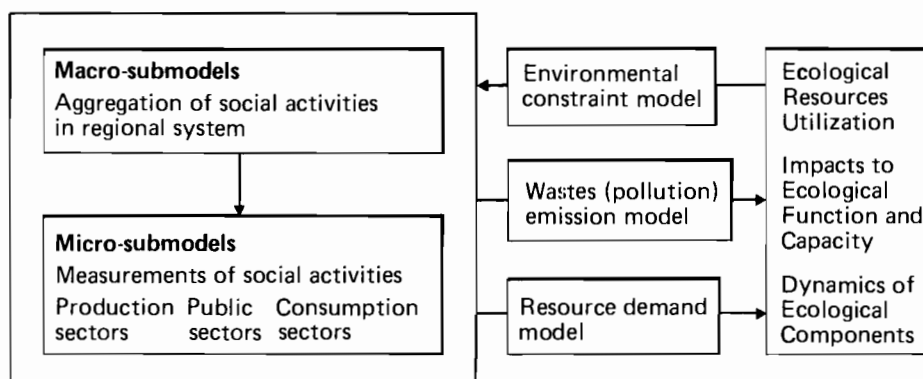 Macro-submodels
Aggregation of social activities
in regional system
Micro-submodels
Measurements of social activities
Production Public Consumption
sectors sectors sectors
Environmental
constraint model
Wastes (pollution)
emission model
Resource demand
model
Ecological
Resources
Utilization
Impacts to
Ecological
Function and
Capacity
Dynamics of
Ecological
Components